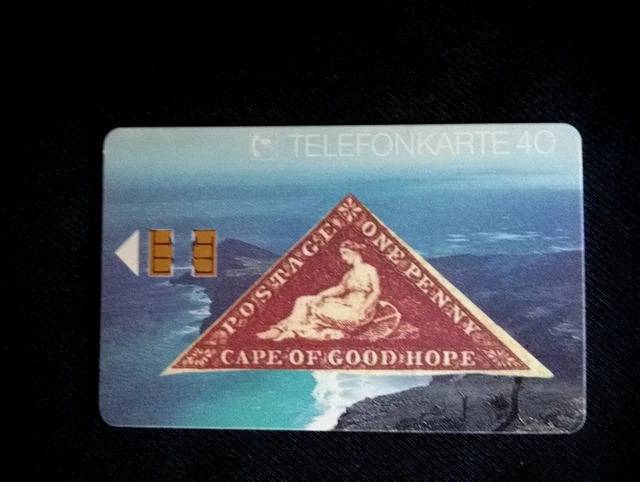 TELEFONKARTE 40
POSTAGE
ONE PENNY
CAPE OF GOOD HOPE